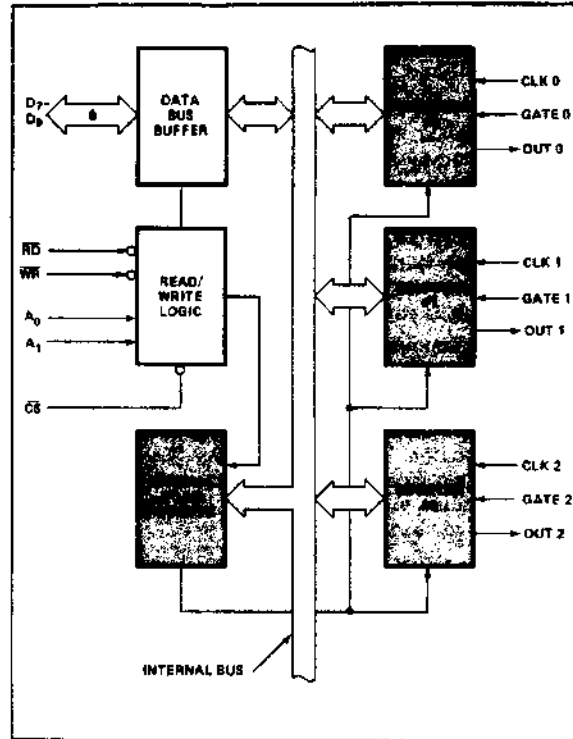 D7-
D0
8
DATA
BUS
BUFFER
CLK 0
GATE 0
OUT 0
RD
WR
A0
A1
CS
READ/
WRITE
LOGIC
CLK 1
GATE 1
OUT 1
CLK 2
GATE 2
OUT 2
INTERNAL BUS